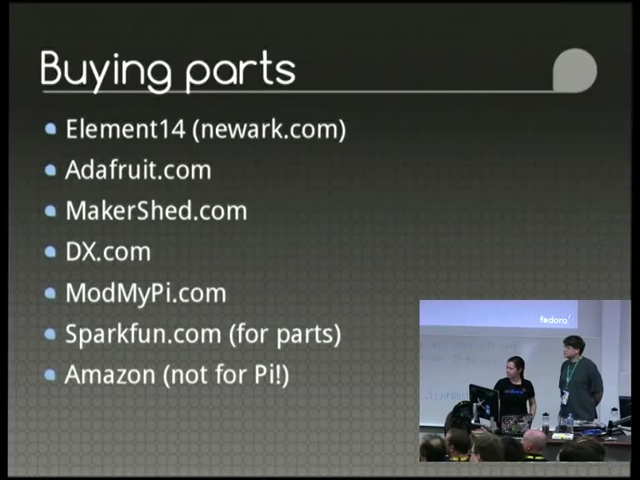 Buying parts
Element14 (newark.com)
Adafruit.com
MakerShed.com
DX.com
ModMyPi.com
Sparkfun.com (for parts)
Amazon (not for Pi!)
fedora